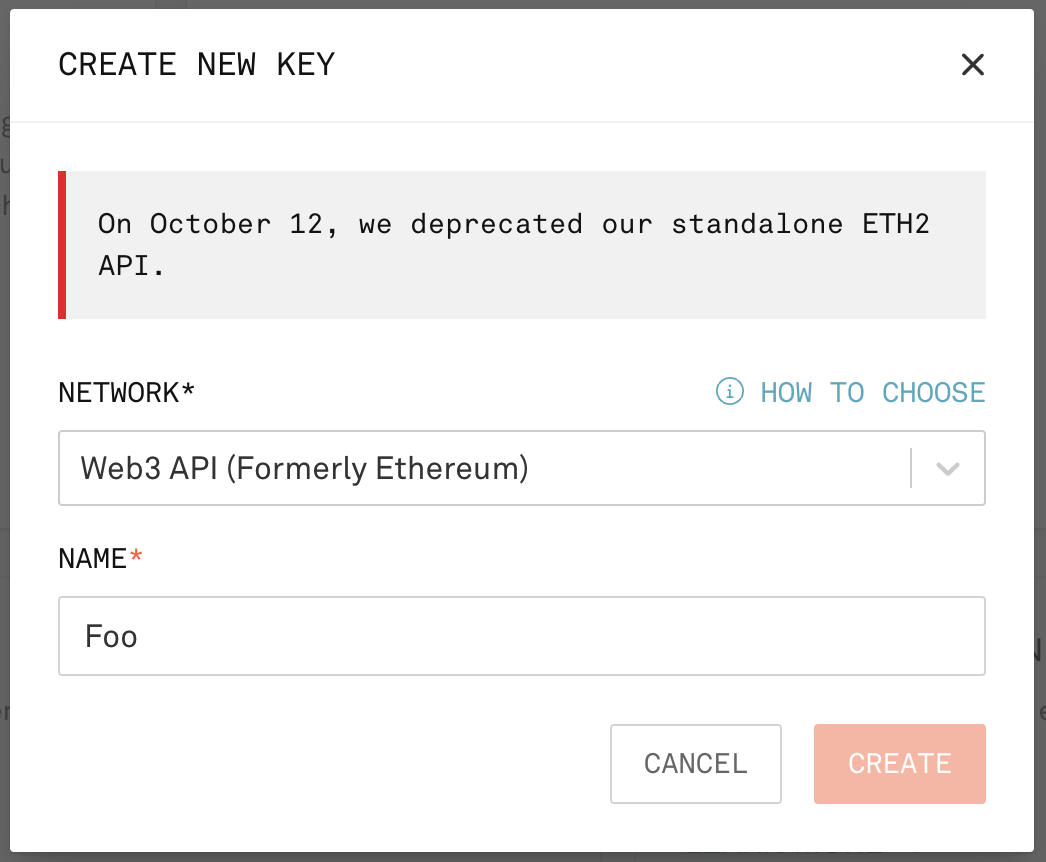 CREATE NEW KEY
On October 12, we deprecated our standalone ETH2
API.
NETWORK*
HOW TO CHOOSE
Web3 API (Formerly Ethereum)
NAME*
Foo
CANCEL
CREATE